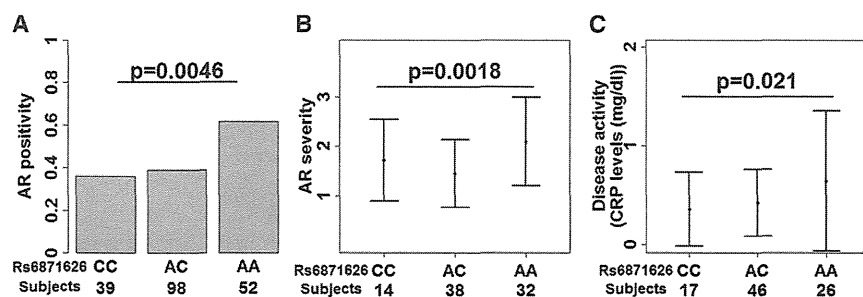 A
AR positivity
1
0.8
0.6
0.4
0.2
0
p=0.0046
Rs6871626 CC AC AA
Subjects 39 98 52
B
AR severity
3
2
1
p=0.0018
Rs6871626 CC AC AA
Subjects 14 38 32
C
Disease activity
(CRP levels (mg/dl))
2
1
0
p=0.021
Rs6871626 CC AC AA
Subjects 17 46 26